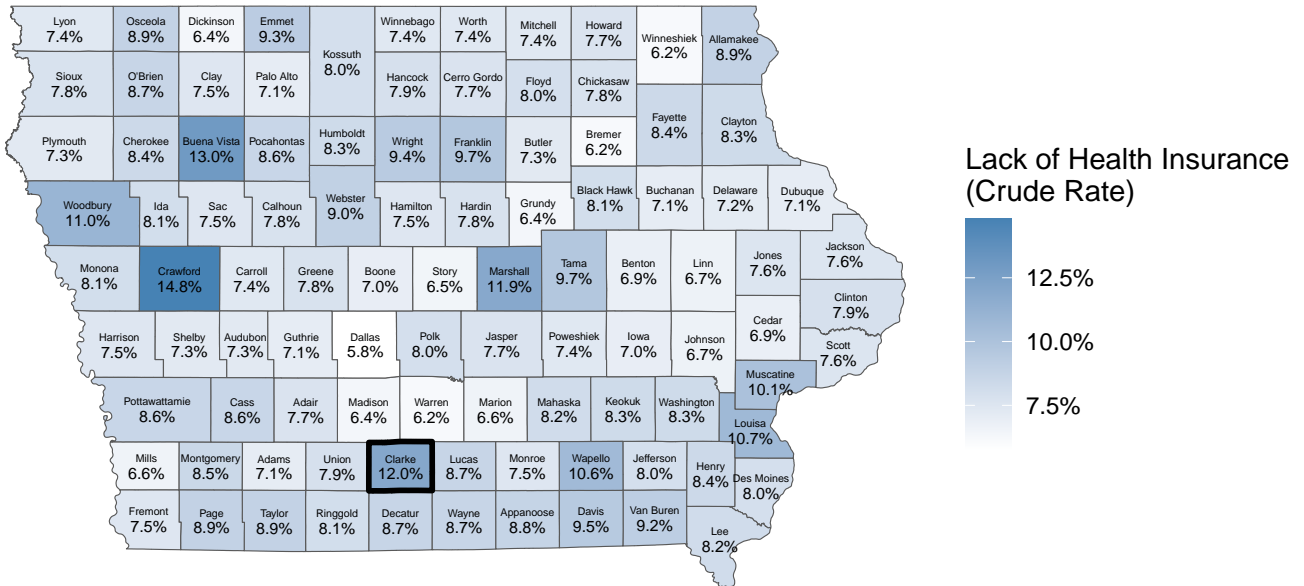 Lyon
7.4%
Osceola
8.9%
Dickinson
6.4%
Emmet
9.3%
Kossuth
8.0%
Winnebago
7.4%
Worth
7.4%
Mitchell
7.4%
Howard
7.7%
Winneshiek
6.2%
Allamakee
8.9%
Sioux
7.8%
O'Brien
8.7%
Clay
7.5%
Palo Alto
7.1%
Hancock
7.9%
Cerro Gordo
7.7%
Floyd
8.0%
Chickasaw
7.8%
Fayette
8.4%
Clayton
8.3%
Plymouth
7.3%
Cherokee
8.4%
Buena Vista
13.0%
Pocahontas
8.6%
Humboldt
8.3%
Wright
9.4%
Franklin
9.7%
Butler
7.3%
Bremer
6.2%
Woodbury
11.0%
Ida
8.1%
Sac
7.5%
Calhoun
7.8%
Webster
9.0%
Hamilton
7.5%
Hardin
7.8%
Grundy
6.4%
Black Hawk
8.1%
Buchanan
7.1%
Delaware
7.2%
Dubuque
7.1%
Monona
8.1%
Crawford
14.8%
Carroll
7.4%
Greene
7.8%
Boone
7.0%
Story
6.5%
Marshall
11.9%
Tama
9.7%
Benton
6.9%
Linn
6.7%
Jones
7.6%
Jackson
7.6%
Clinton
7.9%
Harrison
7.5%
Shelby
7.3%
Audubon
7.3%
Guthrie
7.1%
Dallas
5.8%
Polk
8.0%
Jasper
7.7%
Poweshiek
7.4%
Iowa
7.0%
Johnson
6.7%
Cedar
6.9%
Scott
7.6%
Muscatine
10.1%
Pottawattamie
8.6%
Cass
8.6%
Adair
7.7%
Madison
6.4%
Warren
6.2%
Marion
6.6%
Mahaska
8.2%
Keokuk
8.3%
Washington
8.3%
Louisa
10.7%
Mills
6.6%
Montgomery
8.5%
Adams
7.1%
Union
7.9%
Clarke
12.0%
Lucas
8.7%
Monroe
7.5%
Wapello
10.6%
Jefferson
8.0%
Henry
8.4%
Des Moines
8.0%
Fremont
7.5%
Page
8.9%
Taylor
8.9%
Ringgold
8.1%
Decatur
8.7%
Wayne
8.7%
Appanoose
8.8%
Davis
9.5%
Van Buren
9.2%
Lee
8.2%
Lack of Health Insurance
(Crude Rate)
12.5%
10.0%
7.5%